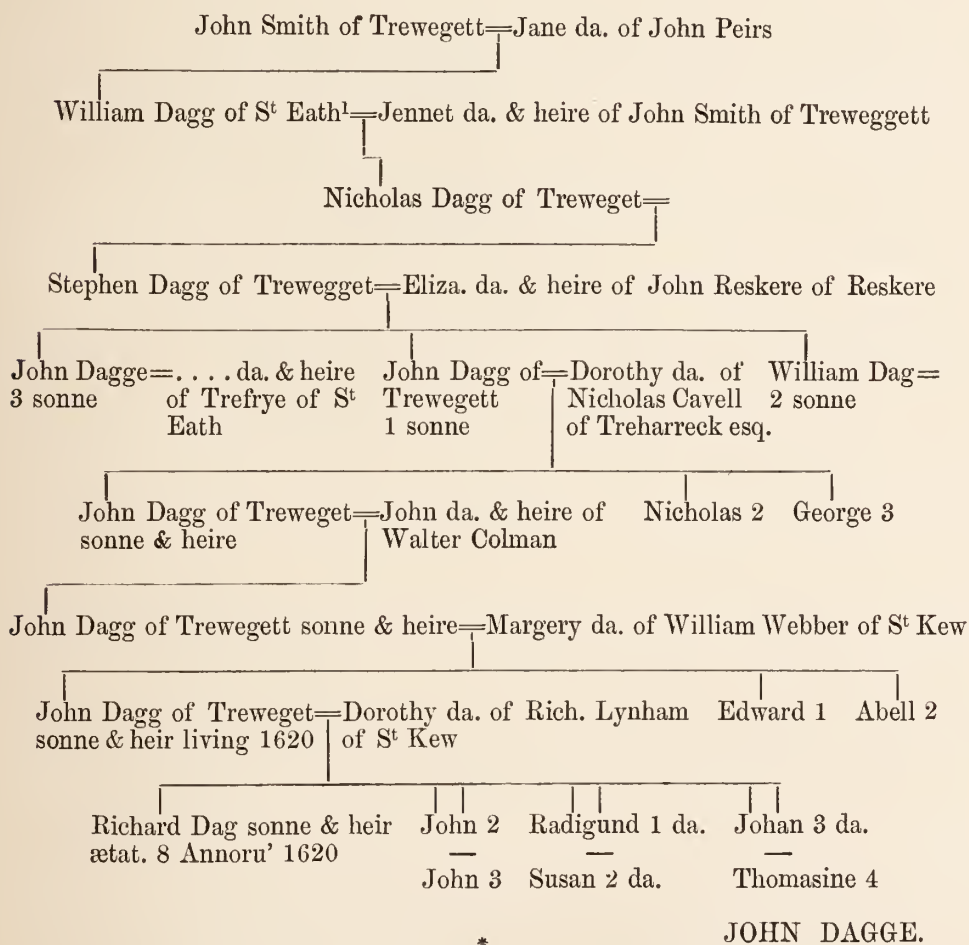 John Smith of Trewegett=Jane da. of John Peirs
William Dagg of Sᵗ Eath¹=Jennet da. & heire of John Smith of Treweggett
Nicholas Dagg of Treweget=
Stephen Dagg of Trewegget=Eliza. da. & heire of John Reskere of Reskere
John Dagge=. . . . da. & heire John Dagg of=Dorothy da. of William Dag=
3 sonne of Trefrye of Sᵗ Trewegett Nicholas Cavell 2 sonne
Eath 1 sonne of Treharreck esq.
John Dagg of Treweget=John da. & heire of Nicholas 2 George 3
sonne & heire Walter Colman
John Dagg of Trewegett sonne & heire=Margery da. of William Webber of Sᵗ Kew
John Dagg of Treweget=Dorothy da. of Rich. Lynham Edward 1 Abell 2
sonne & heir living 1620 of Sᵗ Kew
Richard Dag sonne & heir John 2 Radigund 1 da. Johan 3 da.
ætat. 8 Annoru' 1620
John 3 Susan 2 da. Thomasine 4
JOHN DAGGE.
*